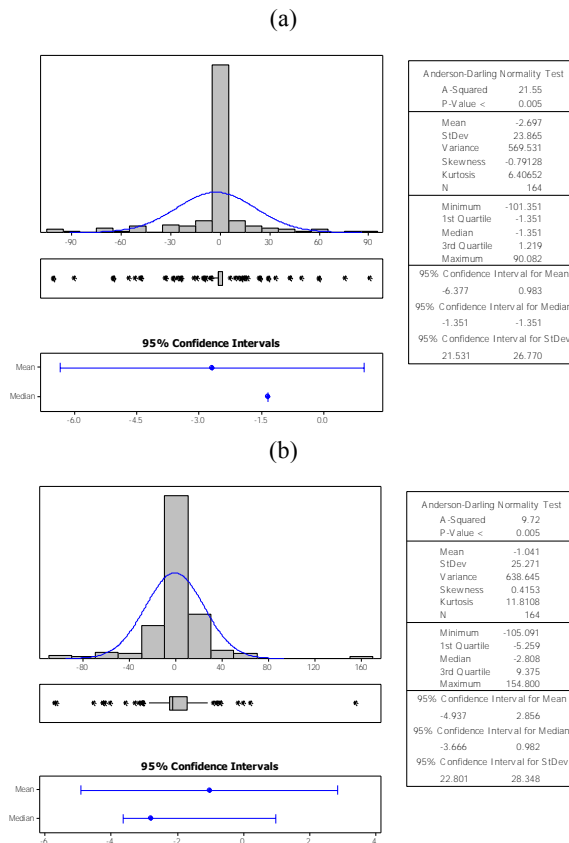 (a)
-90 -60 -30 0 30 60 90
Anderson-Darling Normality Test
A-Squared 21.55
P-Value < 0.005
Mean -2.697
StDev 23.865
Variance 569.531
Skewness -0.79128
Kurtosis 6.40652
N 164
Minimum -101.351
1st Quartile -1.351
Median -1.351
3rd Quartile 1.219
Maximum 90.082
95% Confidence Interval for Mean
-6.377 0.983
95% Confidence Interval for Median
-1.351 -1.351
95% Confidence Interval for StDev
21.531 26.770
95% Confidence Intervals
Mean
Median
-6.0 -4.5 -3.0 -1.5 0.0
(b)
-80 -40 0 40 80 120 160
Anderson-Darling Normality Test
A-Squared 9.72
P-Value < 0.005
Mean -1.041
StDev 25.271
Variance 638.645
Skewness 0.4153
Kurtosis 11.8108
N 164
Minimum -105.091
1st Quartile -5.259
Median -2.808
3rd Quartile 9.375
Maximum 154.800
95% Confidence Interval for Mean
-4.937 2.856
95% Confidence Interval for Median
-3.666 0.982
95% Confidence Interval for StDev
22.801 28.348
95% Confidence Intervals
Mean
Median
-6 -4 -2 0 2 4